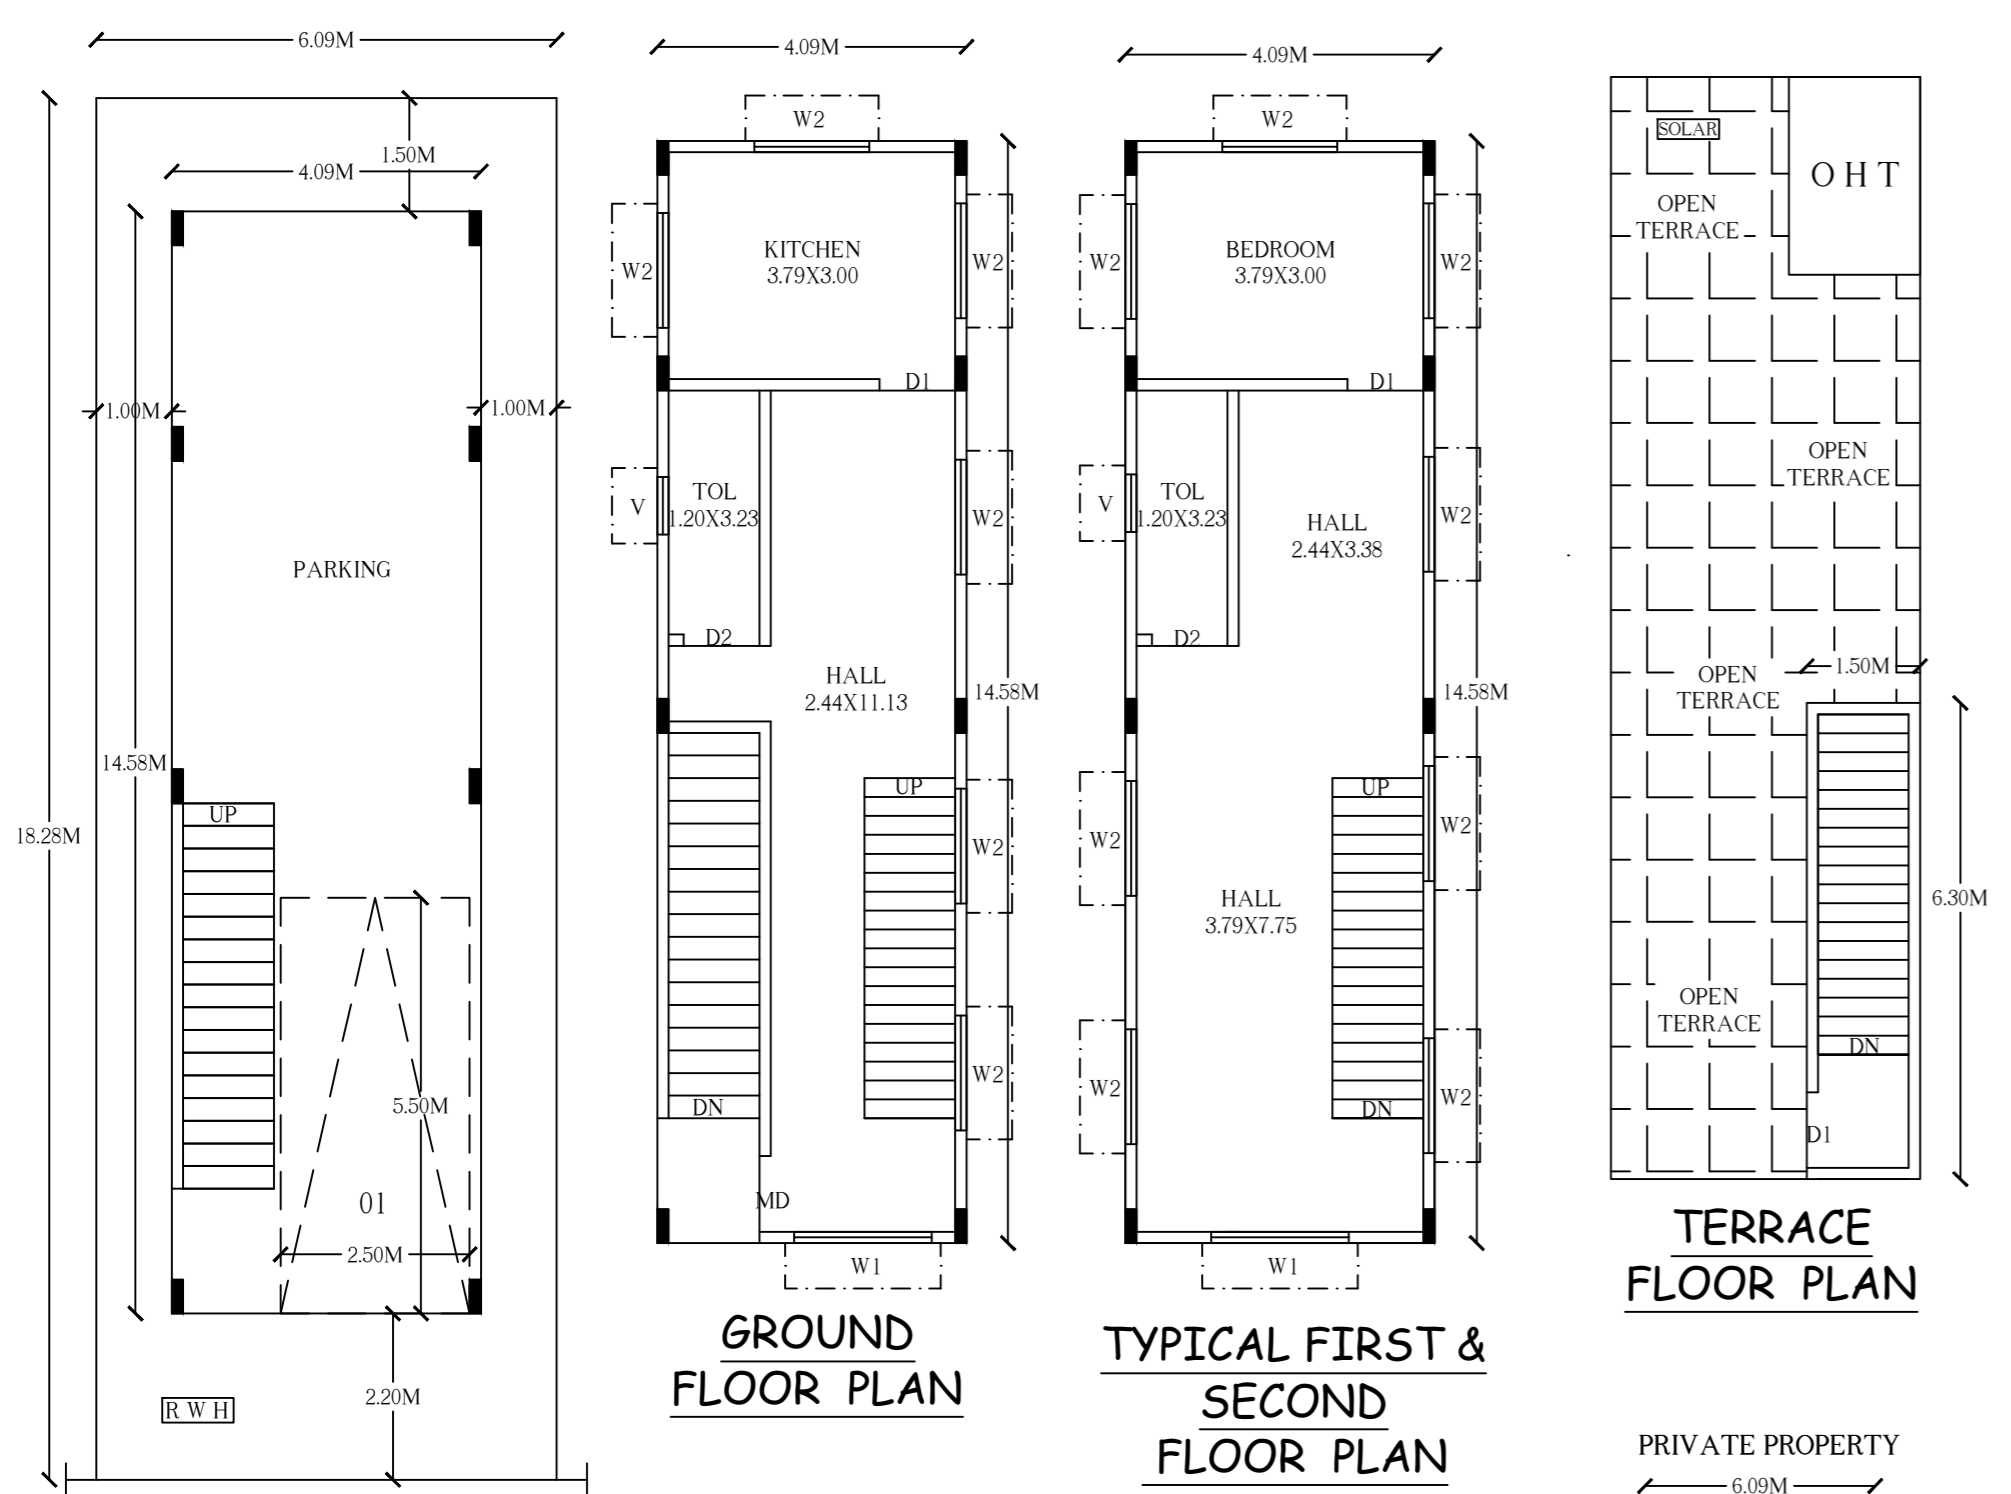 6.09M
1.50M
4.09M
1.00M
1.00M
PARKING
14.58M
18.28M
UP
5.50M
01
2.50M
2.20M
R W H
4.09M
W2
KITCHEN
3.79X3.00
W2
W2
D1
TOL
1.20X3.23
V
W2
D2
HALL
2.44X11.13
14.58M
UP
W2
W2
DN
MD
W1
GROUND
FLOOR PLAN
4.09M
W2
BEDROOM
3.79X3.00
W2
W2
D1
TOL
1.20X3.23
V
HALL
2.44X3.38
W2
D2
14.58M
UP
W2
W2
HALL
3.79X7.75
W2
W2
DN
W1
TYPICAL FIRST &
SECOND
FLOOR PLAN
SOLAR
O H T
OPEN
TERRACE
OPEN
TERRACE
1.50M
OPEN
TERRACE
6.30M
OPEN
TERRACE
DN
D1
TERRACE
FLOOR PLAN
PRIVATE PROPERTY
6.09M